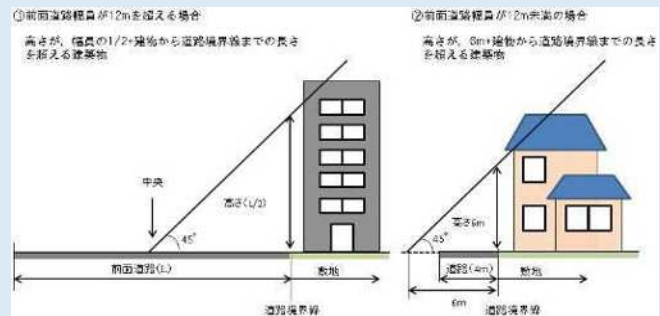 ①前面道路幅員が12mを超える場合
高さが、幅員の1/2+建物から道路境界線までの長さ
を超える建築物
中央
高さ(L/2)
45°
前面道路(L)
敷地
道路境界線
②前面道路幅員が12m未満の場合
高さが、6m+建物から道路境界線までの長さ
を超える建築物
高さ6m
45°
道路(4m)
敷地
6m
道路境界線